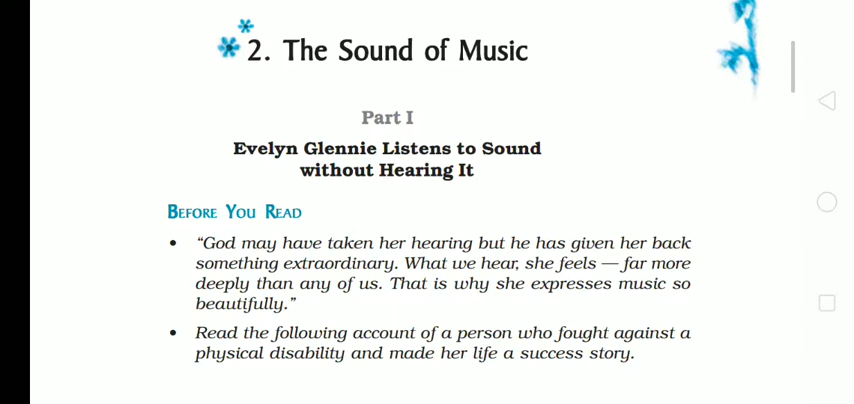 2. The Sound of Music
Part I
Evelyn Glennie Listens to Sound
without Hearing It
BEFORE YOU READ
• “God may have taken her hearing but he has given her back
something extraordinary. What we hear, she feels — far more
deeply than any of us. That is why she expresses music so
beautifully.”
• Read the following account of a person who fought against a
physical disability and made her life a success story.